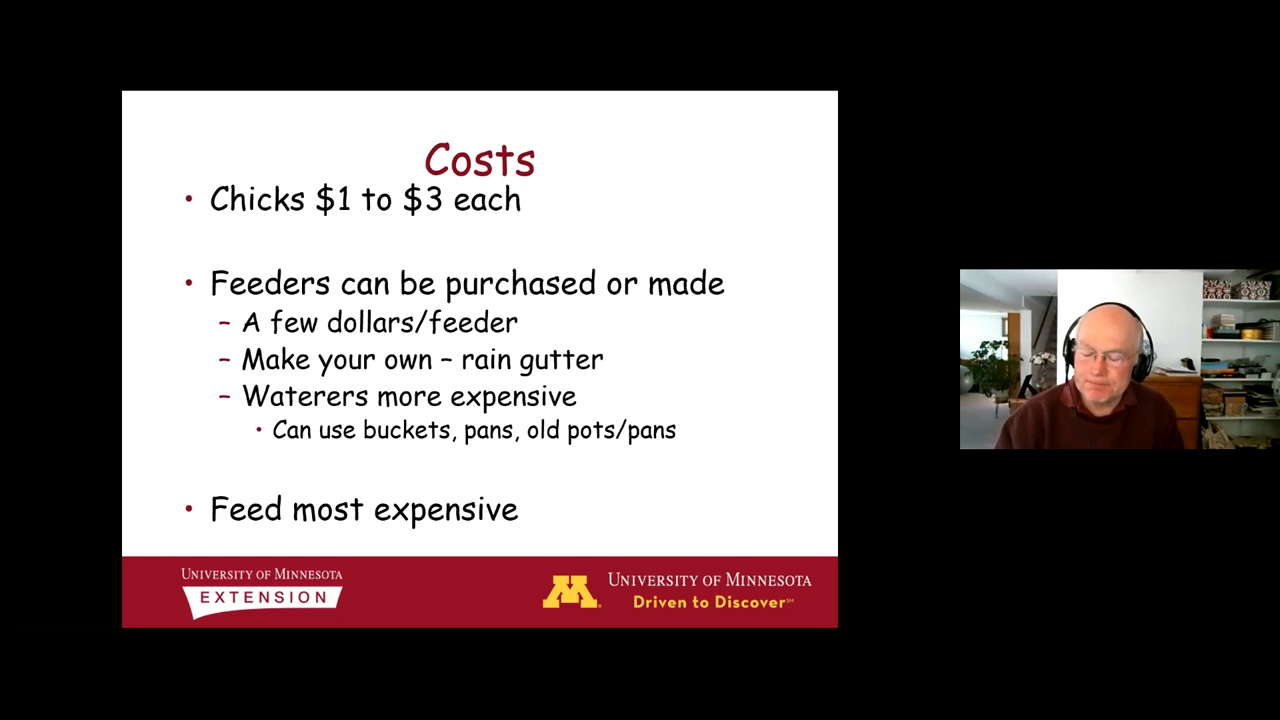 Costs
• Chicks $1 to $3 each
• Feeders can be purchased or made
– A few dollars/feeder
– Make your own – rain gutter
– Waterers more expensive
• Can use buckets, pans, old pots/pans
• Feed most expensive
UNIVERSITY OF MINNESOTA
EXTENSION
M
UNIVERSITY OF MINNESOTA
Driven to Discover℠